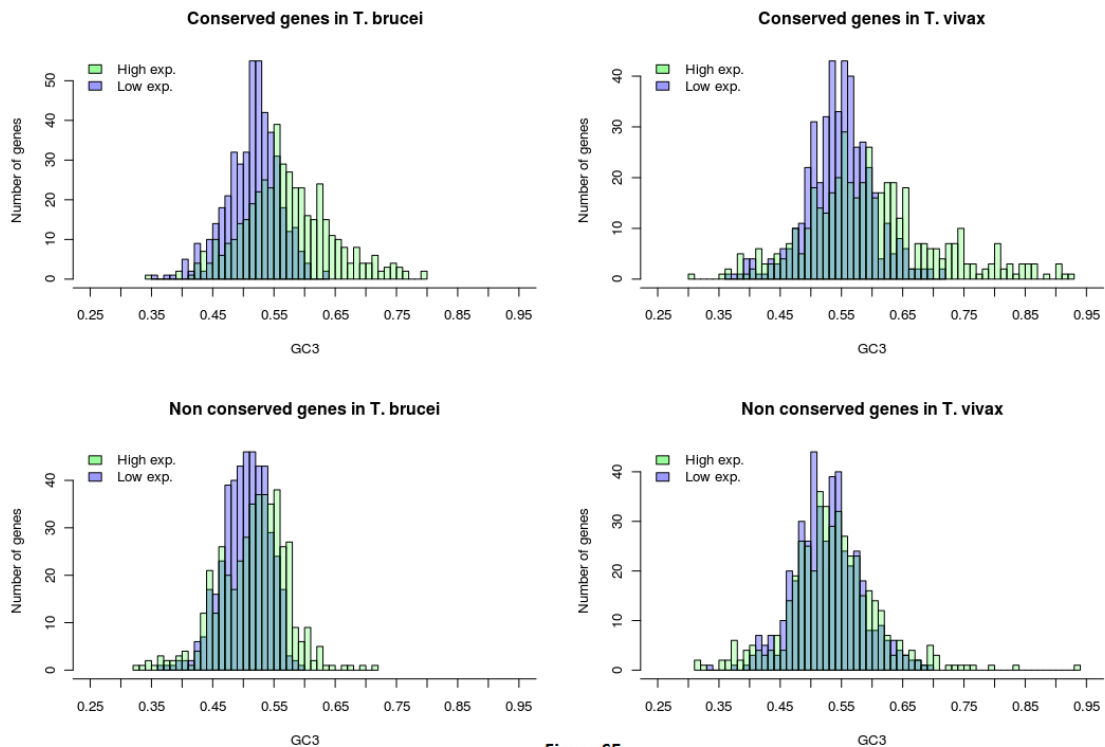 Conserved genes in T. brucei
High exp.
Low exp.
Number of genes
0 10 20 30 40 50
0.25 0.35 0.45 0.55 0.65 0.75 0.85 0.95
GC3
Conserved genes in T. vivax
High exp.
Low exp.
Number of genes
0 10 20 30 40
0.25 0.35 0.45 0.55 0.65 0.75 0.85 0.95
GC3
Non conserved genes in T. brucei
High exp.
Low exp.
Number of genes
0 10 20 30 40
0.25 0.35 0.45 0.55 0.65 0.75 0.85 0.95
GC3
Non conserved genes in T. vivax
High exp.
Low exp.
Number of genes
0 10 20 30 40
0.25 0.35 0.45 0.55 0.65 0.75 0.85 0.95
GC3